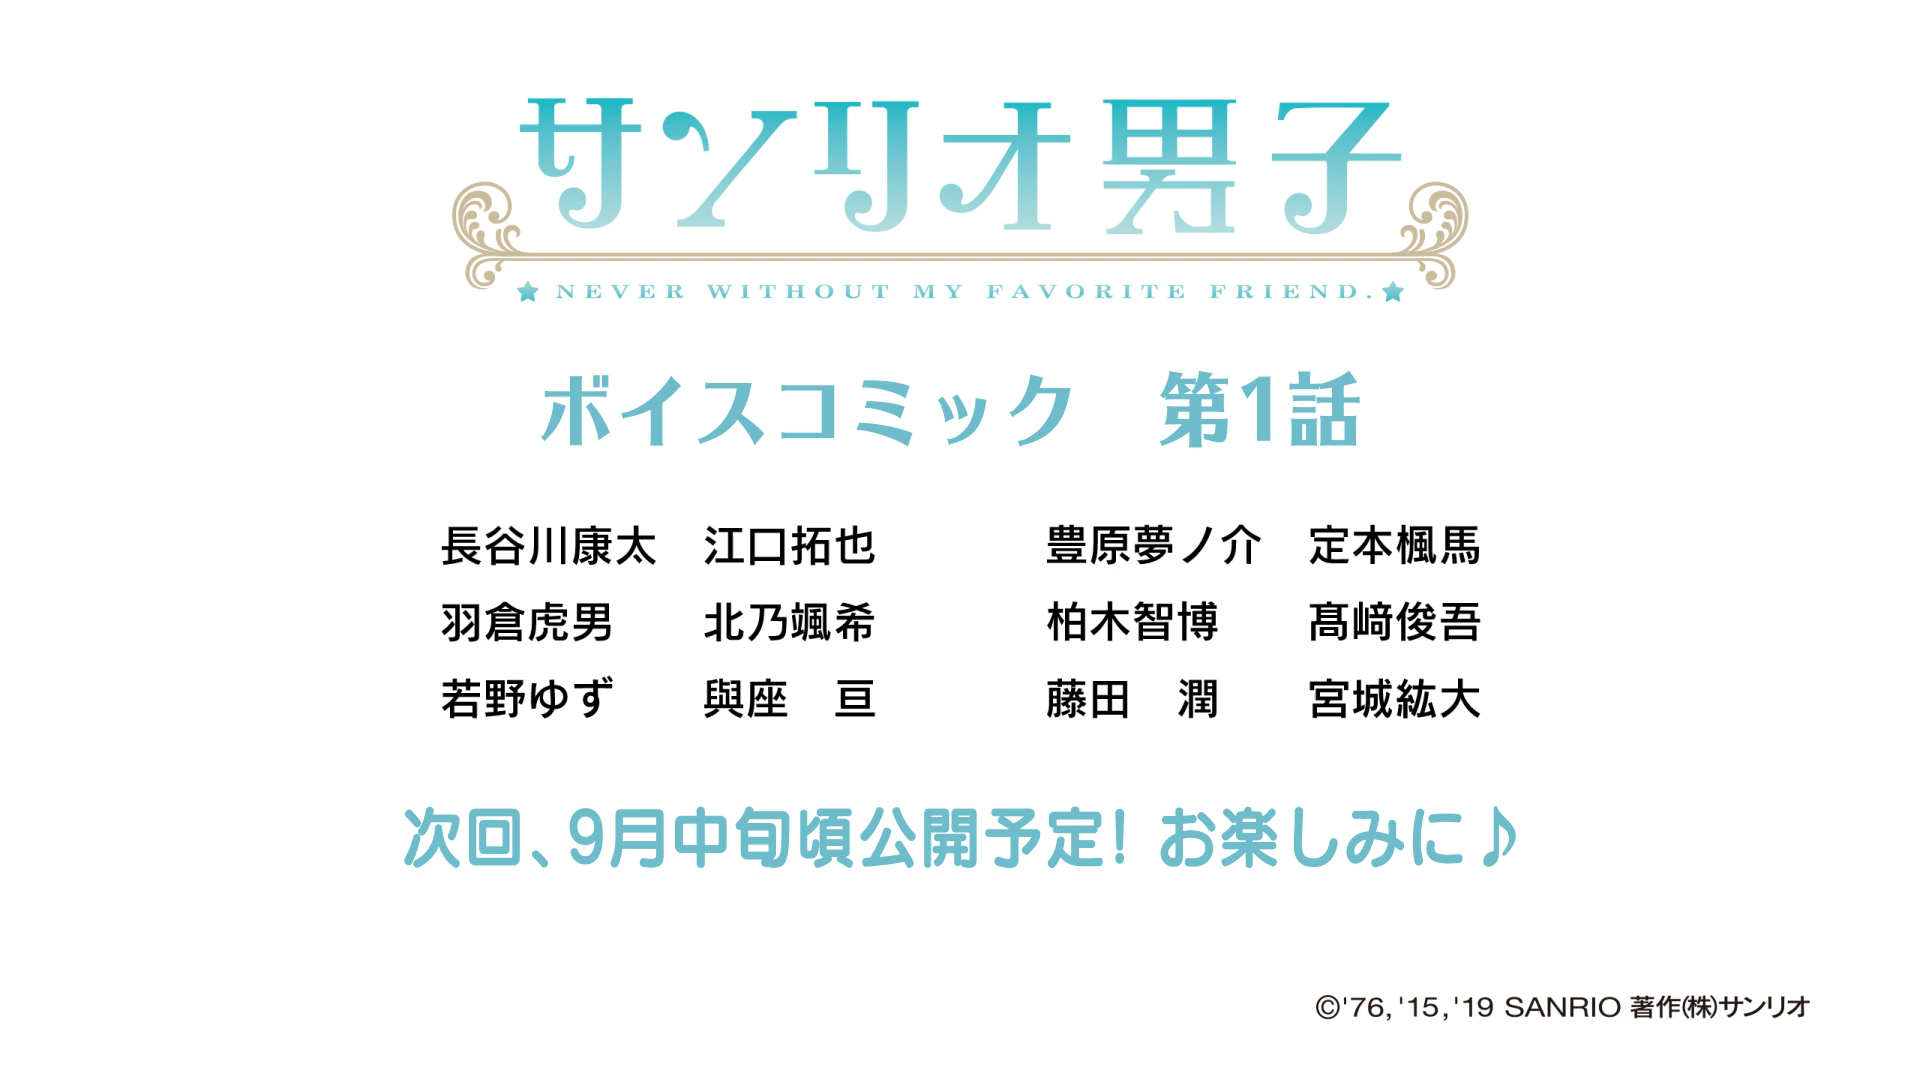 サンリオ男子
★ NEVER WITHOUT MY FAVORITE FRIEND. ★
ボイスコミック　第1話
長谷川康太　江口拓也　豊原夢ノ介　定本楓馬
羽倉虎男　北乃颯希　柏木智博　髙﨑俊吾
若野ゆず　與座　亘　藤田　潤　宮城紘大
次回、9月中旬頃公開予定! お楽しみに♪
©'76,'15,'19 SANRIO 著作(株)サンリオ